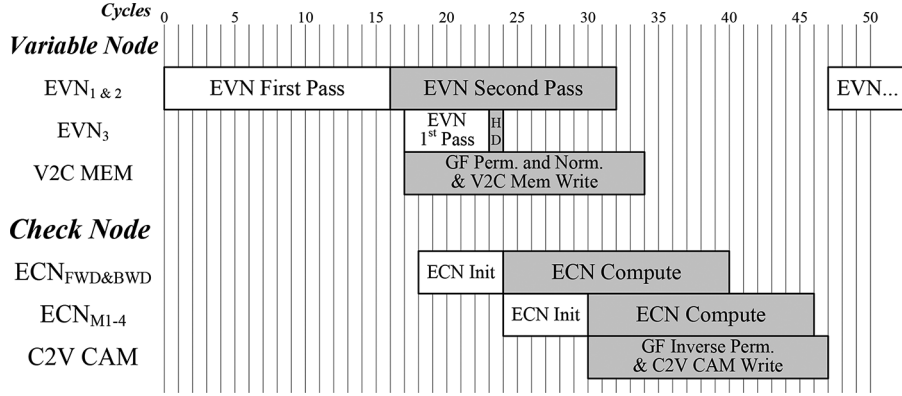 Cycles 0 5 10 15 20 25 30 35 40 45 50
Variable Node
EVN1 & 2 EVN First Pass EVN Second Pass EVN...
EVN3 EVN 1st Pass H D
V2C MEM GF Perm. and Norm. & V2C Mem Write
Check Node
ECNFWD&BWD ECN Init ECN Compute
ECNM1-4 ECN Init ECN Compute
C2V CAM GF Inverse Perm. & C2V CAM Write